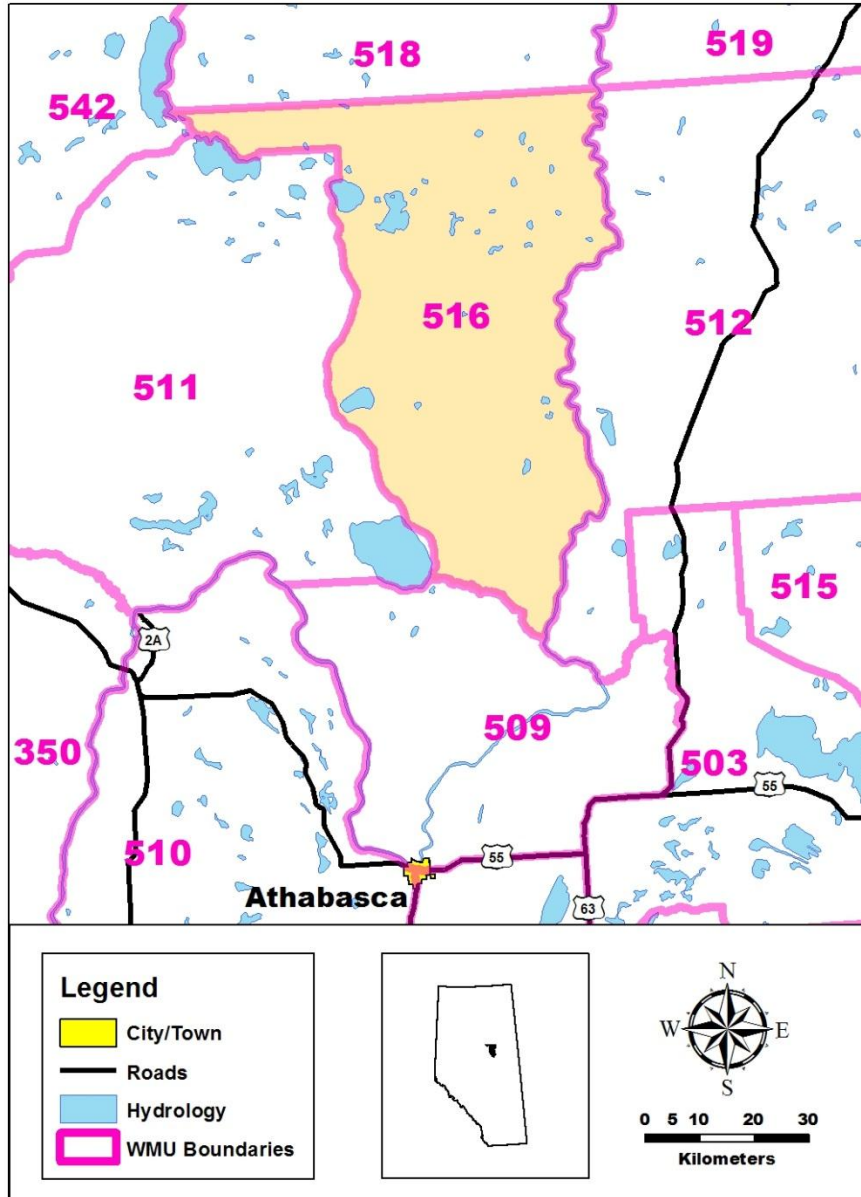 518
519
542
516
512
511
515
2A
509
350
503
55
510
55
Athabasca
63
Legend
City/Town
Roads
Hydrology
WMU Boundaries
N
W E
S
0 5 10 20 30
Kilometers